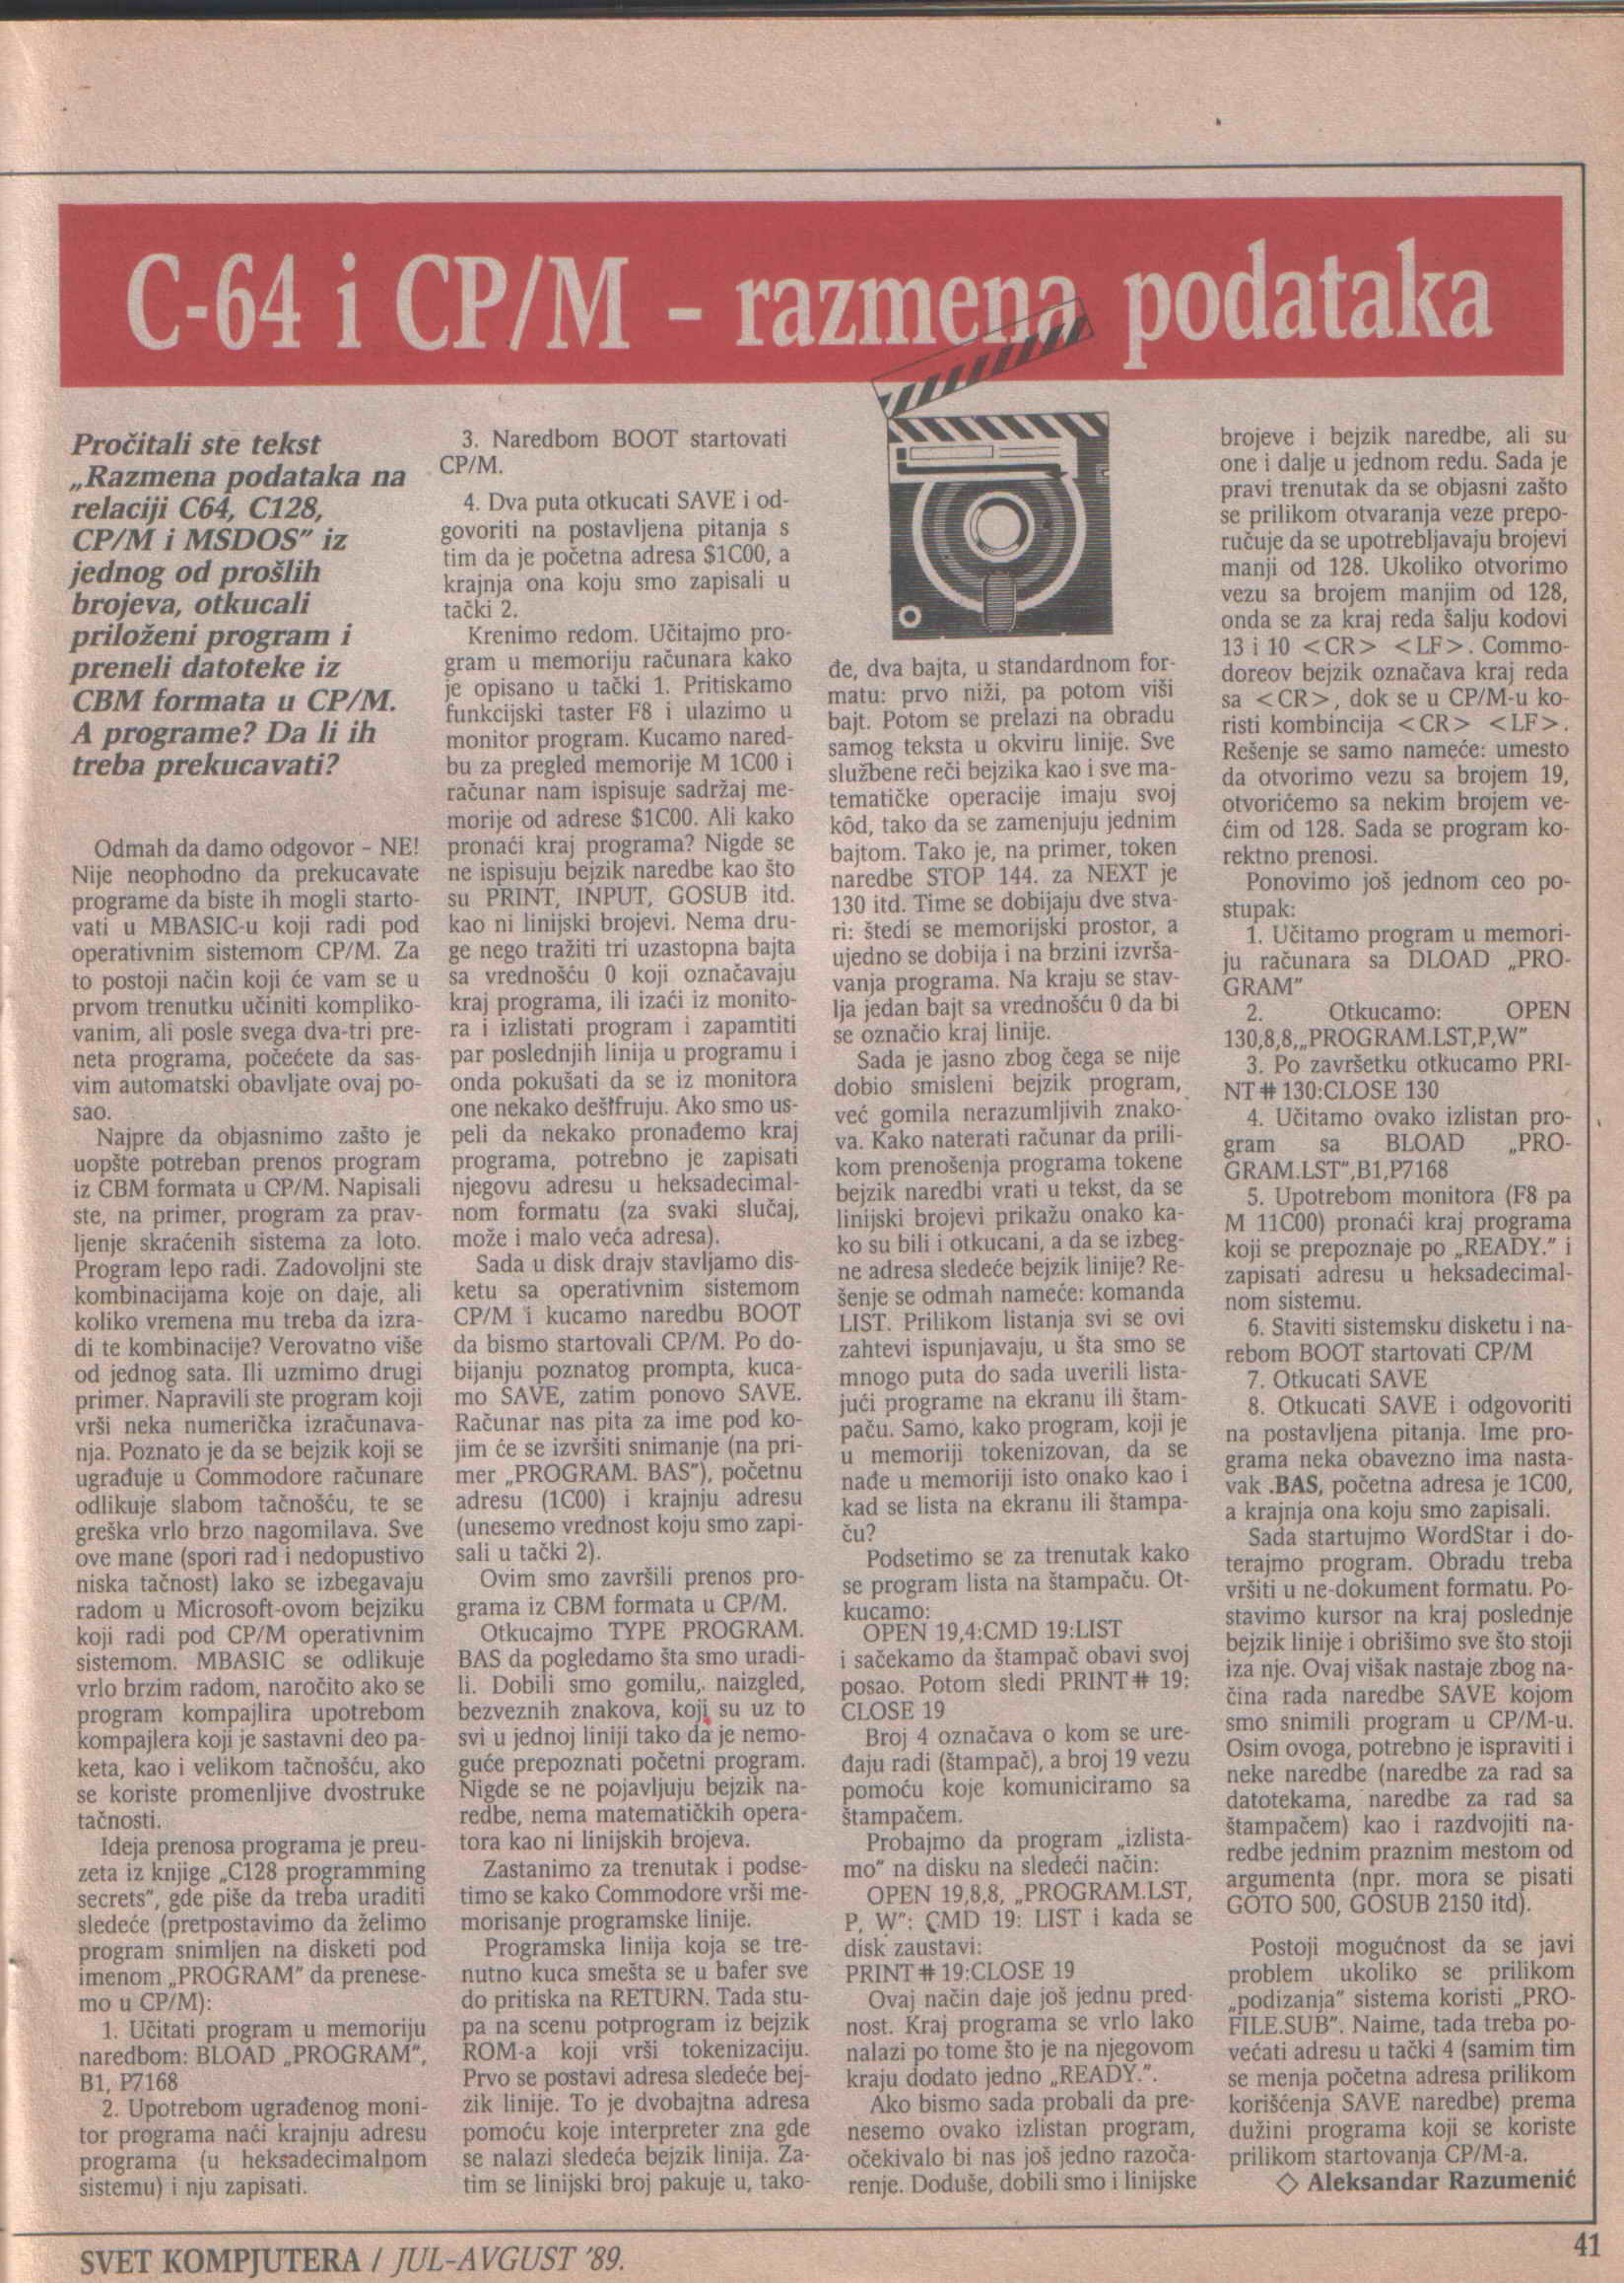 C-64 i CP/M - razmena podataka
Pročitali ste tekst
„Razmena podataka na
relaciji C64, C128,
CP/M i MSDOS" iz
jednog od prošlih
brojeva, otkucali
priloženi program i
preneli datoteke iz
CBM formata u CP/M.
A programe? Da li ih
treba prekucavati?
Odmah da damo odgovor - NE!
Nije neophodno da prekucavate
programe da biste ih mogli starto-
vati u MBASIC-u koji radi pod
operativnim sistemom CP/M. Za
to postoji način koji će vam se u
prvom trenutku učiniti kompliko-
vanim, ali posle svega dva-tri pre-
neta programa, počećete da sas-
vim automatski obavljate ovaj po-
sao.
Najpre da objasnimo zašto je
uopšte potreban prenos program
iz CBM formata u CP/M. Napisali
ste, na primer, program za prav-
ljenje skraćenih sistema za loto.
Program lepo radi. Zadovoljni ste
kombinacijama koje on daje, ali
koliko vremena mu treba da izra-
di te kombinacije? Verovatno više
od jednog sata. Ili uzmimo drugi
primer. Napravili ste program koji
vrši neka numerička izračunava-
nja. Poznato je da se bejzik koji se
ugrađuje u Commodore računare
odlikuje slabom tačnošću, te se
greška vrlo brzo nagomilava. Sve
ove mane (spori rad i nedopustivo
niska tačnost) lako se izbegavaju
radom u Microsoft-ovom bejziku
koji radi pod CP/M operativnim
sistemom. MBASIC se odlikuje
vrlo brzim radom, naročito ako se
program kompajlira upotrebom
kompajlera koji je sastavni deo pa-
keta, kao i velikom tačnošću, ako
se koriste promenljive dvostruke
tačnosti.
Ideja prenosa programa je preu-
zeta iz knjige „C128 programming
secrets", gde piše da treba uraditi
sledeće (pretpostavimo da želimo
program snimljen na disketi pod
imenom „PROGRAM" da prenese-
mo u CP/M):
1. Učitati program u memoriju
naredbom: BLOAD „PROGRAM",
B1, P7168
2. Upotrebom ugrađenog moni-
tor programa naći krajnju adresu
programa (u heksadecimalnom
sistemu) i nju zapisati.
3. Naredbom BOOT startovati
CP/M.
4. Dva puta otkucati SAVE i od-
govoriti na postavljena pitanja s
tim da je početna adresa $1C00, a
krajnja ona koju smo zapisali u
tački 2.
Krenimo redom. Učitajmo pro-
gram u memoriju računara kako
je opisano u tački 1. Pritiskamo
funkcijski taster F8 i ulazimo u
monitor program. Kucamo nared-
bu za pregled memorije M 1C00 i
računar nam ispisuje sadržaj me-
morije od adrese $1C00. Ali kako
pronaći kraj programa? Nigde se
ne ispisuju bejzik naredbe kao što
su PRINT, INPUT, GOSUB itd.
kao ni linijski brojevi. Nema dru-
ge nego tražiti tri uzastopna bajta
sa vrednošću 0 koji označavaju
kraj programa, ili izaći iz monito-
ra i izlistati program i zapamtiti
par poslednjih linija u programu i
onda pokušati da se iz monitora
one nekako dešifruju. Ako smo us-
peli da nekako pronađemo kraj
programa, potrebno je zapisati
njegovu adresu u heksadecimal-
nom formatu (za svaki slučaj,
može i malo veća adresa).
Sada u disk drajv stavljamo dis-
ketu sa operativnim sistemom
CP/M i kucamo naredbu BOOT
da bismo startovali CP/M. Po do-
bijanju poznatog prompta, kuca-
mo SAVE, zatim ponovo SAVE.
Računar nas pita za ime pod ko-
jim će se izvršiti snimanje (na pri-
mer „PROGRAM. BAS"), početnu
adresu (1C00) i krajnju adresu
(unesemo vrednost koju smo zapi-
sali u tački 2).
Ovim smo završili prenos pro-
grama iz CBM formata u CP/M.
Otkucajmo TYPE PROGRAM.
BAS da pogledamo šta smo uradi-
li. Dobili smo gomilu,. naizgled,
bezveznih znakova, koji su uz to
svi u jednoj liniji tako da je nemo-
guće prepoznati početni program.
Nigde se ne pojavljuju bejzik na-
redbe, nema matematičkih opera-
tora kao ni linijskih brojeva.
Zastanimo za trenutak i podse-
timo se kako Commodore vrši me-
morisanje programske linije.
Programska linija koja se tre-
nutno kuca smešta se u bafer sve
do pritiska na RETURN. Tada stu-
pa na scenu potprogram iz bejzik
ROM-a koji vrši tokenizaciju.
Prvo se postavi adresa sledeće bej-
zik linije. To je dvobajtna adresa
pomoću koje interpreter zna gde
se nalazi sledeća bejzik linija. Za-
tim se linijski broj pakuje u, tako-
đe, dva bajta, u standardnom for-
matu: prvo niži, pa potom viši
bajt. Potom se prelazi na obradu
samog teksta u okviru linije. Sve
službene reči bejzika kao i sve ma-
tematičke operacije imaju svoj
kôd, tako da se zamenjuju jednim
bajtom. Tako je, na primer, token
naredbe STOP 144. za NEXT je
130 itd. Time se dobijaju dve stva-
ri: štedi se memorijski prostor, a
ujedno se dobija i na brzini izvrša-
vanja programa. Na kraju se stav-
lja jedan bajt sa vrednošću 0 da bi
se označio kraj linije.
Sada je jasno zbog čega se nije
dobio smisleni bejzik program,
već gomila nerazumljivih znako-
va. Kako naterati računar da prili-
kom prenošenja programa tokene
bejzik naredbi vrati u tekst, da se
linijski brojevi prikažu onako ka-
ko su bili i otkucani, a da se izbeg-
ne adresa sledeće bejzik linije? Re-
šenje se odmah nameće: komanda
LIST. Prilikom listanja svi se ovi
zahtevi ispunjavaju, u šta smo se
mnogo puta do sada uverili lista-
jući programe na ekranu ili štam-
paču. Samo, kako program, koji je
u memoriji tokenizovan, da se
nađe u memoriji isto onako kao i
kad se lista na ekranu ili štampa-
ču?
Podsetimo se za trenutak kako
se program lista na štampaču. Ot-
kucamo:
OPEN 19,4:CMD 19:LIST
i sačekamo da štampač obavi svoj
posao. Potom sledi PRINT# 19:
CLOSE 19
Broj 4 označava o kom se ure-
đaju radi (štampač), a broj 19 vezu
pomoću koje komuniciramo sa
štampačem.
Probajmo da program „izlista-
mo" na disku na sledeći način:
OPEN 19,8,8, „PROGRAM.LST,
P, W": CMD 19: LIST i kada se
disk zaustavi:
PRINT# 19:CLOSE 19
Ovaj način daje još jednu pred-
nost. Kraj programa se vrlo lako
nalazi po tome što je na njegovom
kraju dodato jedno „READY.".
Ako bismo sada probali da pre-
nesemo ovako izlistan program,
očekivalo bi nas još jedno razoča-
renje. Doduše, dobili smo i linijske
brojeve i bejzik naredbe, ali su
one i dalje u jednom redu. Sada je
pravi trenutak da se objasni zašto
se prilikom otvaranja veze prepo-
ručuje da se upotrebljavaju brojevi
manji od 128. Ukoliko otvorimo
vezu sa brojem manjim od 128,
onda se za kraj reda šalju kodovi
13 i 10 <CR> <LF>. Commo-
doreov bejzik označava kraj reda
sa <CR>, dok se u CP/M-u ko-
risti kombincija <CR> <LF>.
Rešenje se samo nameće: umesto
da otvorimo vezu sa brojem 19,
otvorićemo sa nekim brojem ve-
ćim od 128. Sada se program ko-
rektno prenosi.
Ponovimo još jednom ceo po-
stupak:
1. Učitamo program u memori-
ju računara sa DLOAD „PRO-
GRAM"
2. Otkucamo: OPEN
130,8,8,„PROGRAM.LST,P,W"
3. Po završetku otkucamo PRI-
NT# 130:CLOSE 130
4. Učitamo ovako izlistan pro-
gram sa BLOAD „PRO-
GRAM.LST",B1,P7168
5. Upotrebom monitora (F8 pa
M 11C00) pronaći kraj programa
koji se prepoznaje po „READY." i
zapisati adresu u heksadecimal-
nom sistemu.
6. Staviti sistemsku disketu i na-
rebom BOOT startovati CP/M
7. Otkucati SAVE
8. Otkucati SAVE i odgovoriti
na postavljena pitanja. Ime pro-
grama neka obavezno ima nasta-
vak .BAS, početna adresa je 1C00,
a krajnja ona koju smo zapisali.
Sada startujmo WordStar i do-
terajmo program. Obradu treba
vršiti u ne-dokument formatu. Po-
stavimo kursor na kraj poslednje
bejzik linije i obrišimo sve što stoji
iza nje. Ovaj višak nastaje zbog na-
čina rada naredbe SAVE kojom
smo snimili program u CP/M-u.
Osim ovoga, potrebno je ispraviti i
neke naredbe (naredbe za rad sa
datotekama, naredbe za rad sa
štampačem) kao i razdvojiti na-
redbe jednim praznim mestom od
argumenta (npr. mora se pisati
GOTO 500, GOSUB 2150 itd).
Postoji mogućnost da se javi
problem ukoliko se prilikom
„podizanja" sistema koristi „PRO-
FILE.SUB". Naime, tada treba po-
većati adresu u tački 4 (samim tim
se menja početna adresa prilikom
korišćenja SAVE naredbe) prema
dužini programa koji se koriste
prilikom startovanja CP/M-a.
◇ Aleksandar Razumenić
SVET KOMPJUTERA / JUL-AVGUST '89.
41